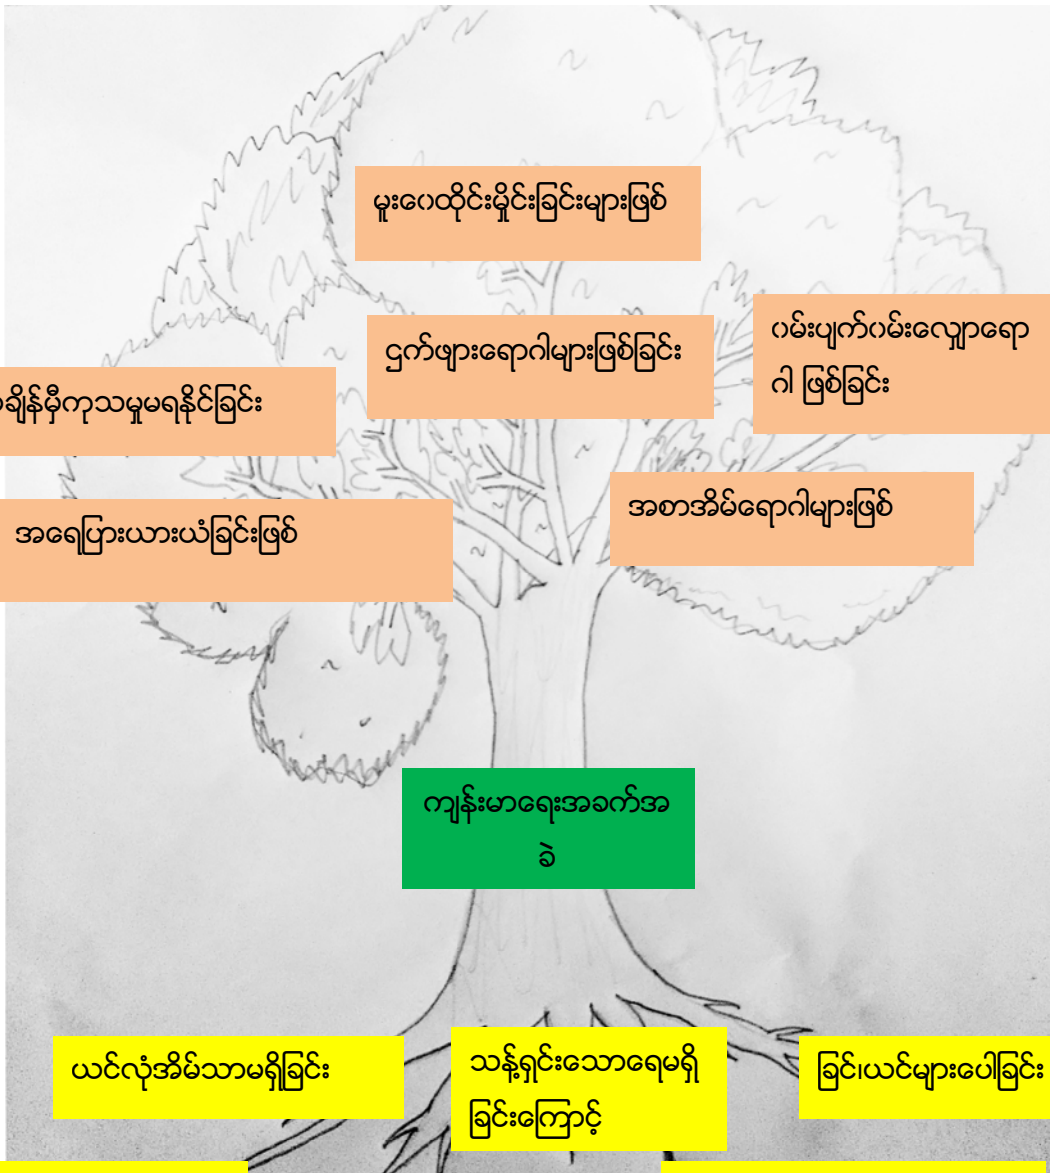 မူးဝေထိုင်းမှိုင်းခြင်းများဖြစ်
ဌက်ဖျားရောဂါများဖြစ်ခြင်း
ဝမ်းပျက်ဝမ်းလျှောရော
ဂါ ဖြစ်ခြင်း
ချိန်မှီကုသမှုမရနိုင်ခြင်း
အစာအိမ်ရောဂါများဖြစ်
အရေပြားယားယံခြင်းဖြစ်
ကျန်းမာရေးအခက်အ
ခဲ
ယင်လုံအိမ်သာမရှိခြင်း
သန့်ရှင်းသောရေမရှိ
ခြင်းကြောင့်
ခြင်၊ယင်များပေါခြင်း